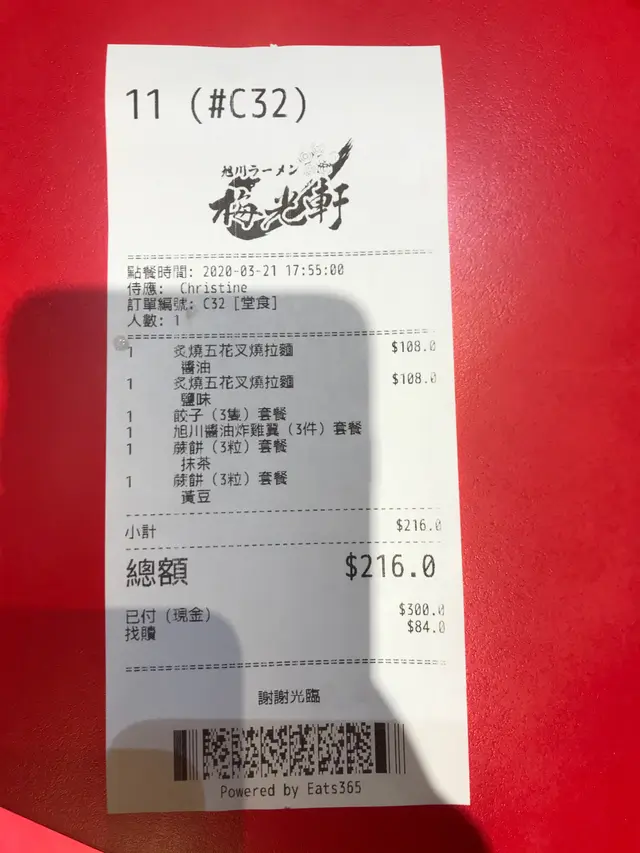 11 (#C32)
旭川ラーメン
梅光軒
點餐時間: 2020-03-21 17:55:00
侍應: Christine
訂單編號: C32 [堂食]
人數: 1
1 炙燒五花叉燒拉麵 $108.0
醬油
1 炙燒五花叉燒拉麵 $108.0
鹽味
1 餃子（3隻）套餐
1 旭川醬油炸雞翼（3件）套餐
1 蕨餅（3粒）套餐
抹茶
1 蕨餅（3粒）套餐
黃豆
小計 $216.0
總額 $216.0
已付（現金） $300.0
找贖 $84.0
謝謝光臨
Powered by Eats365